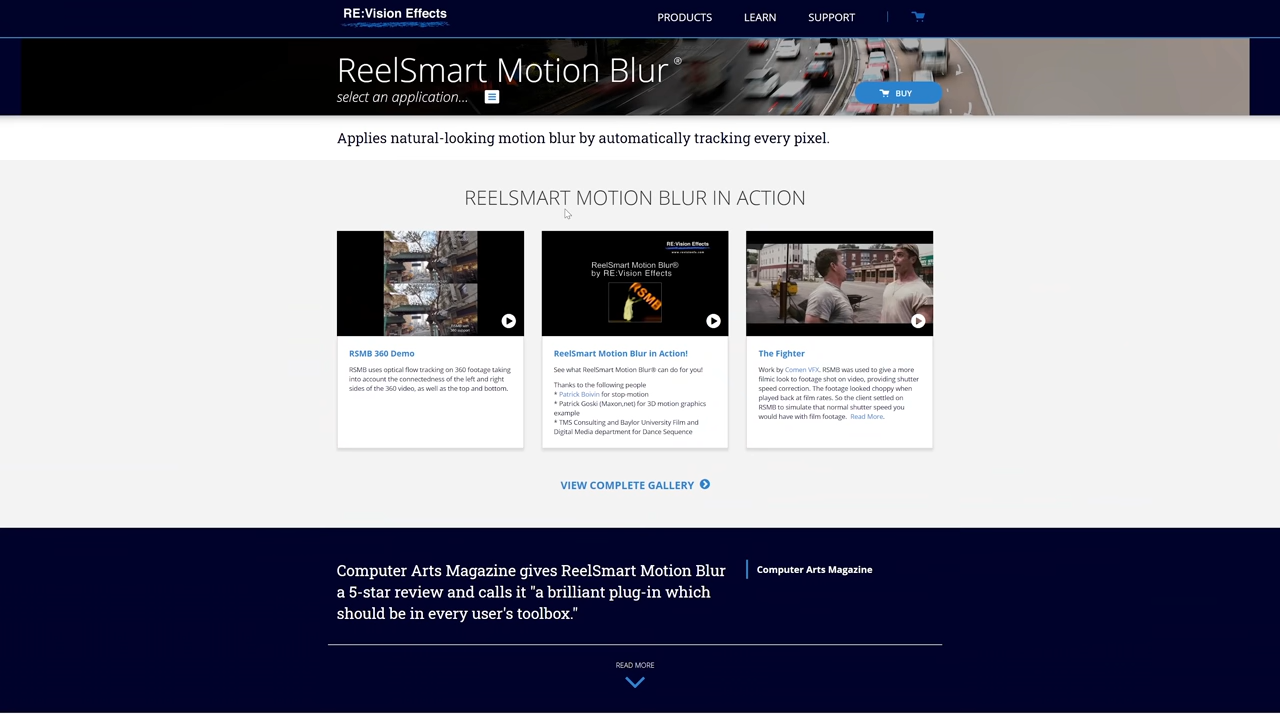 RE:Vision Effects
PRODUCTS
LEARN
SUPPORT
ReelSmart Motion Blur ®
select an application...
BUY
Applies natural-looking motion blur by automatically tracking every pixel.
REELSMART MOTION BLUR IN ACTION
RE:Vision Effects
ReelSmart Motion Blur®
by RE:Vision Effects
RSMB
RSMB 360 Demo
RSMB uses optical flow tracking on 360 footage taking
into account the connectedness of the left and right
sides of the 360 video, as well as the top and bottom.
ReelSmart Motion Blur in Action!
See what ReelSmart Motion Blur® can do for you!
Thanks to the following people
* Patrick Boivin for stop-motion
* Patrick Goski (Maxon,net) for 3D motion graphics
example
* TMS Consulting and Baylor University Film and
Digital Media department for Dance Sequence
The Fighter
Work by Comen VFX. RSMB was used to give a more
filmic look to footage shot on video, providing shutter
speed correction. The footage looked choppy when
played back at film rates. So the client settled on
RSMB to simulate that normal shutter speed you
would have with film footage. Read More.
VIEW COMPLETE GALLERY
Computer Arts Magazine gives ReelSmart Motion Blur
a 5-star review and calls it "a brilliant plug-in which
should be in every user's toolbox."
Computer Arts Magazine
READ MORE